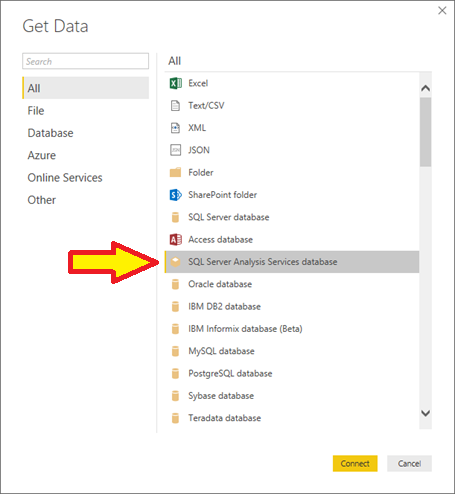 Get Data
Search
All
File
Database
Azure
Online Services
Other
All
Excel
Text/CSV
XML
JSON
Folder
SharePoint folder
SQL Server database
Access database
SQL Server Analysis Services database
Oracle database
IBM DB2 database
IBM Informix database (Beta)
MySQL database
PostgreSQL database
Sybase database
Teradata database
Connect
Cancel